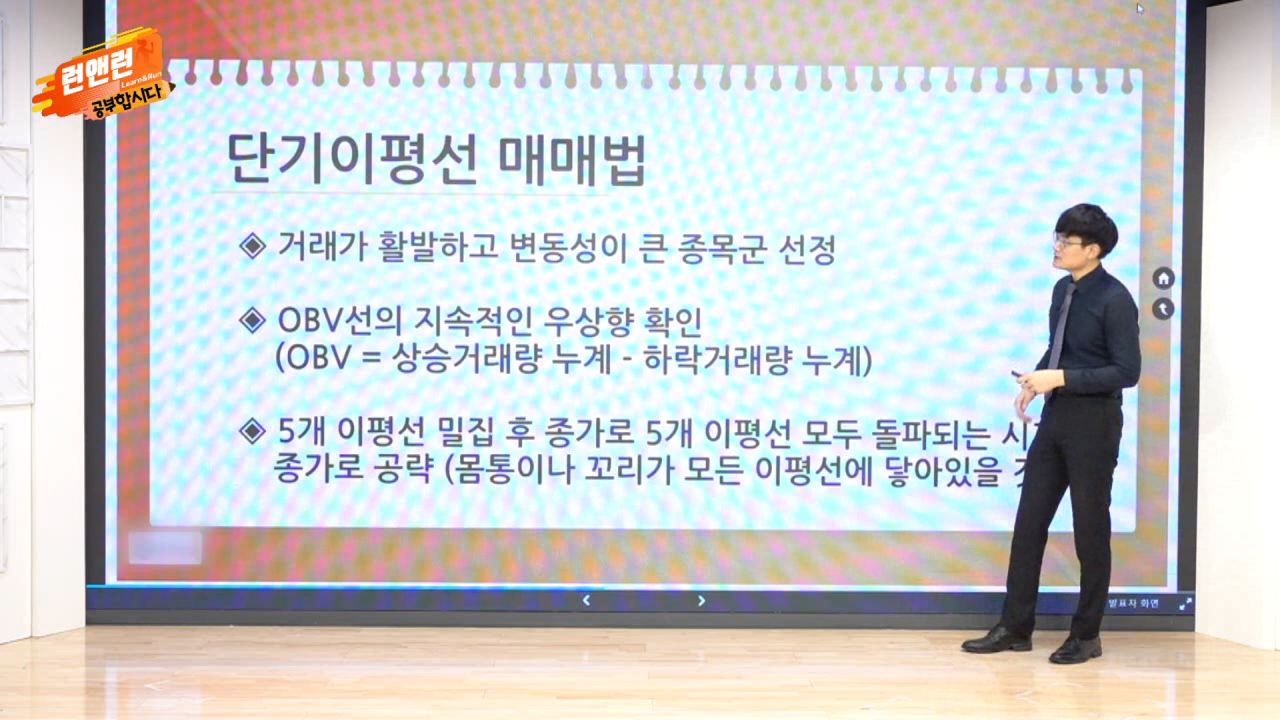 런앤런
Learn&Run
공부합시다
단기이평선 매매법
◈ 거래가 활발하고 변동성이 큰 종목군 선정
◈ OBV선의 지속적인 우상향 확인
(OBV = 상승거래량 누계 - 하락거래량 누계)
◈ 5개 이평선 밀집 후 종가로 5개 이평선 모두 돌파되는
종가로 공략 (몸통이나 꼬리가 모든 이평선에 닿아있을
발표자 화면